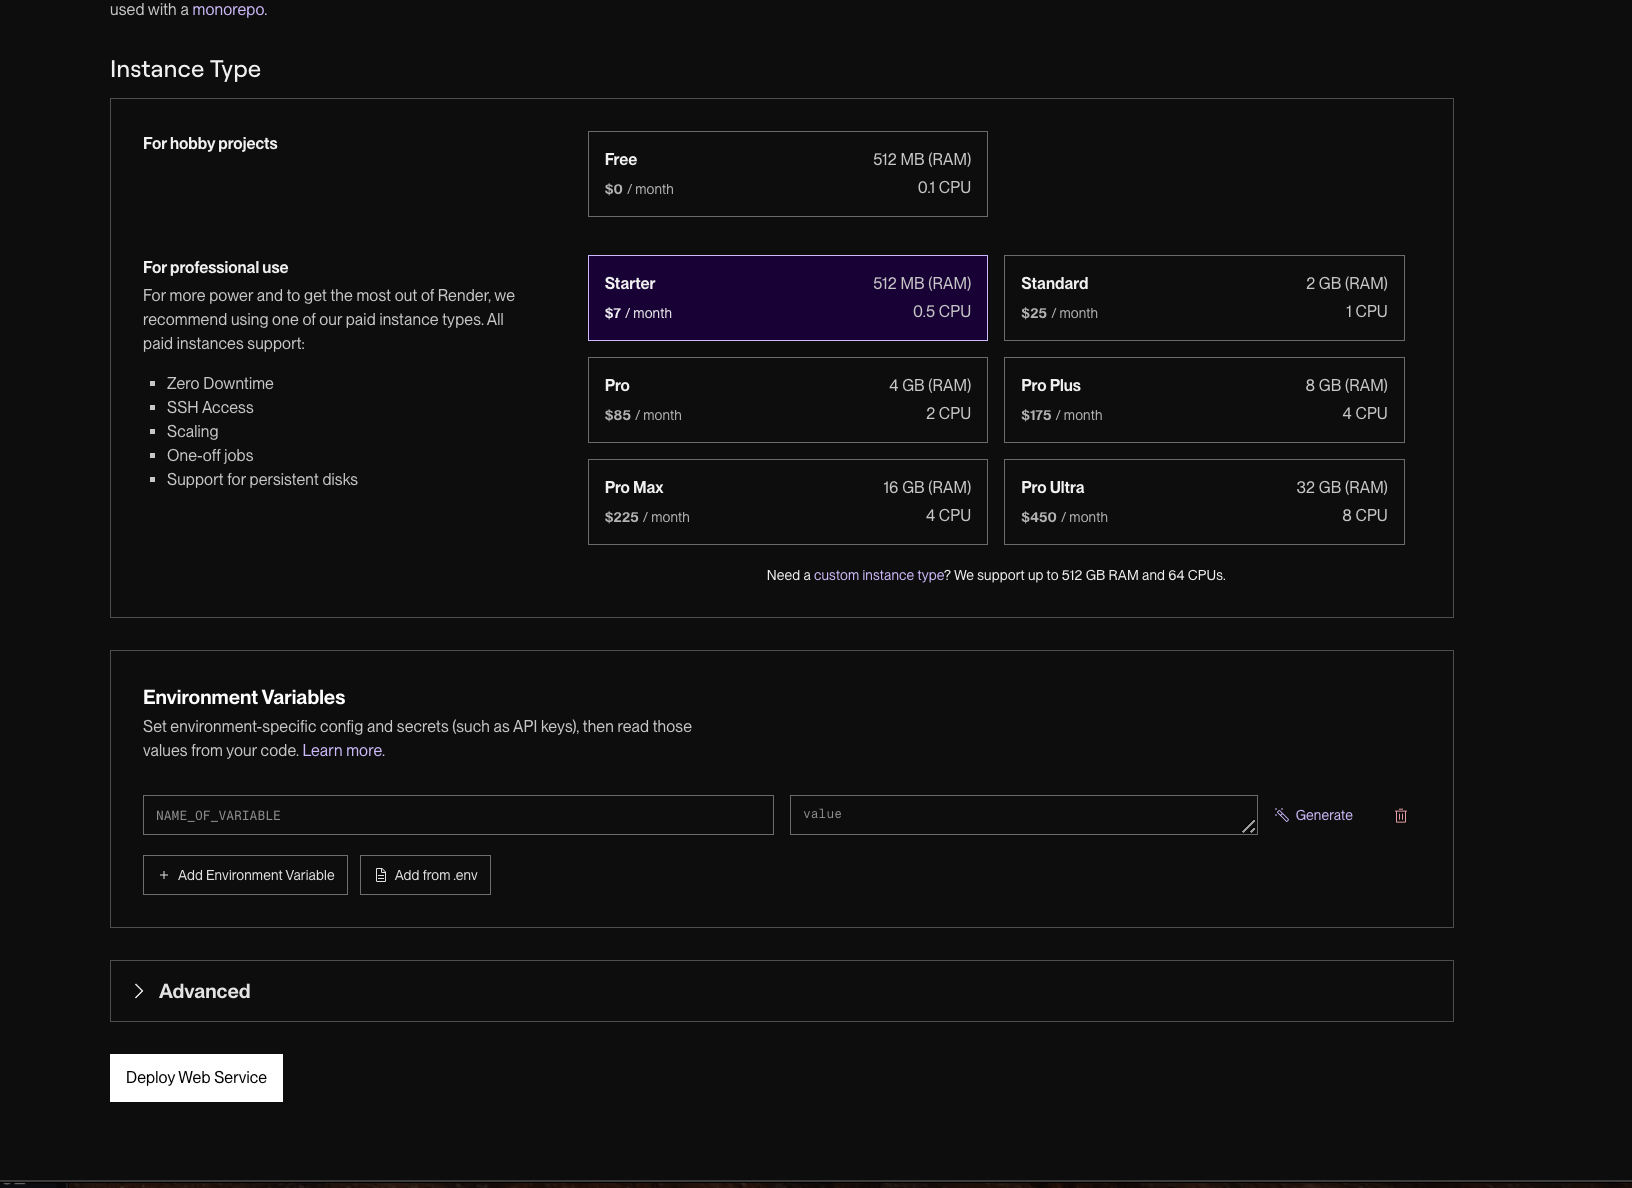 used with a monorepo.
Instance Type
For hobby projects
Free
512 MB (RAM)
$0 / month
0.1 CPU
For professional use
For more power and to get the most out of Render, we
recommend using one of our paid instance types. All
paid instances support:
Zero Downtime
SSH Access
Scaling
One-off jobs
Support for persistent disks
Starter
512 MB (RAM)
$7 / month
0.5 CPU
Standard
2 GB (RAM)
$25 / month
1 CPU
Pro
4 GB (RAM)
$85 / month
2 CPU
Pro Plus
8 GB (RAM)
$175 / month
4 CPU
Pro Max
16 GB (RAM)
$225 / month
4 CPU
Pro Ultra
32 GB (RAM)
$450 / month
8 CPU
Need a custom instance type? We support up to 512 GB RAM and 64 CPUs.
Environment Variables
Set environment-specific config and secrets (such as API keys), then read those
values from your code. Learn more.
NAME_OF_VARIABLE
value
Generate
+ Add Environment Variable
Add from .env
Advanced
Deploy Web Service